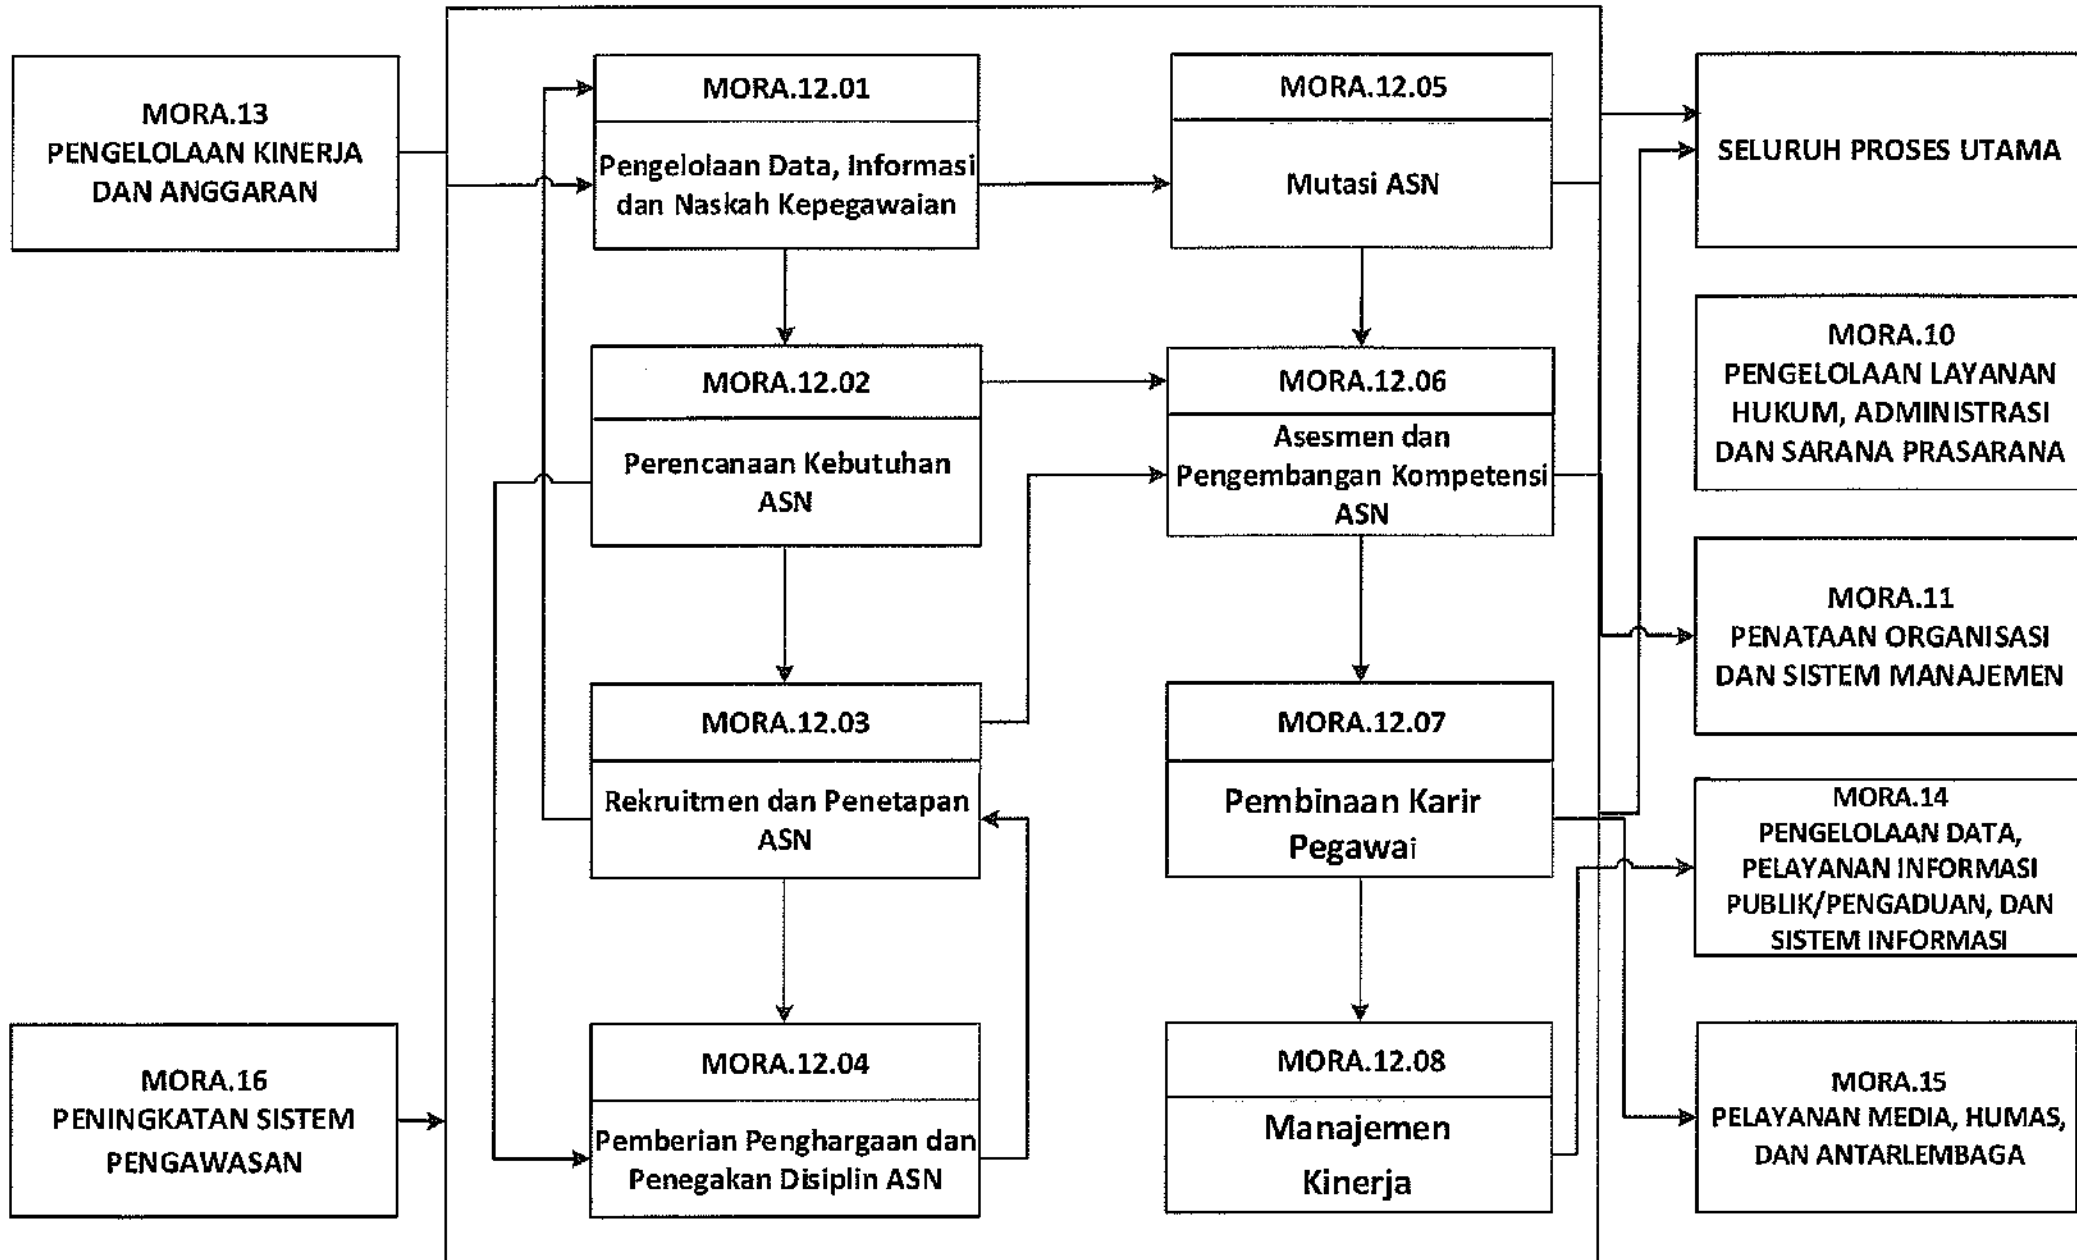 MORA.13
PENGELOLAAN KINERJA
DAN ANGGARAN
MORA.16
PENINGKATAN SISTEM
PENGAWASAN
MORA.12.01
Pengelolaan Data, Informasi
dan Naskah Kepegawaian
MORA.12.02
Perencanaan Kebutuhan
ASN
MORA.12.03
Rekruitmen dan Penetapan
ASN
MORA.12.04
Pemberian Penghargaan dan
Penegakan Disiplin ASN
MORA.12.05
Mutasi ASN
MORA.12.06
Asesmen dan
Pengembangan Kompetensi
ASN
MORA.12.07
Pembinaan Karir
Pegawai
MORA.12.08
Manajemen
Kinerja
SELURUH PROSES UTAMA
MORA.10
PENGELOLAAN LAYANAN
HUKUM, ADMINISTRASI
DAN SARANA PRASARANA
MORA.11
PENATAAN ORGANISASI
DAN SISTEM MANAJEMEN
MORA.14
PENGELOLAAN DATA,
PELAYANAN INFORMASI
PUBLIK/PENGADUAN, DAN
SISTEM INFORMASI
MORA.15
PELAYANAN MEDIA, HUMAS,
DAN ANTARLEMBAGA